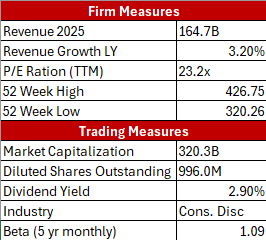 Firm Measures
Revenue 2025 164.7B
Revenue Growth LY 3.20%
P/E Ration (TTM) 23.2x
52 Week High 426.75
52 Week Low 320.26
Trading Measures
Market Capitalization 320.3B
Diluted Shares Outstanding 996.0M
Dividend Yield 2.90%
Industry Cons. Disc
Beta (5 yr monthly) 1.09